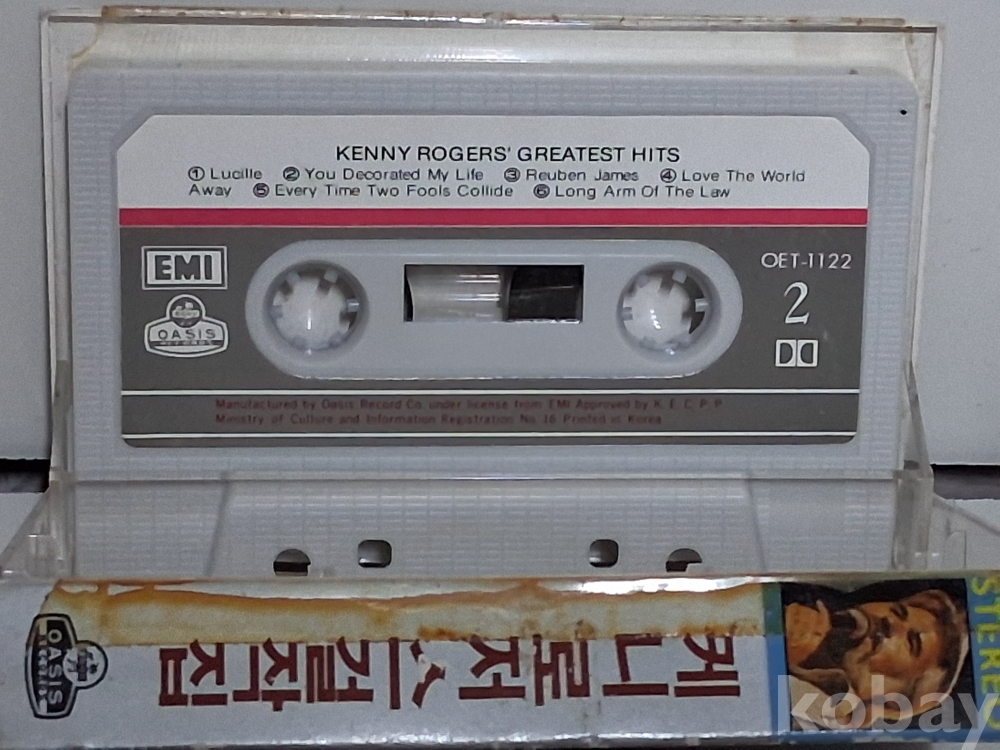 KENNY ROGERS' GREATEST HITS
① Lucille ② You Decorated My Life ③ Reuben James ④ Love The World
Away ⑤ Every Time Two Fools Collide ⑥ Long Arm Of The Law
EMI
OASIS
RECORDS
OET-1122
2
Manufactured by Oasis Record Co. under license from EMI Approved by K. E. C. P. P.
Ministry of Culture and Information Registration No. 16 Printed in Korea
STEREO
케니 로저스 걸작집
OASIS
RECORDS
kobay